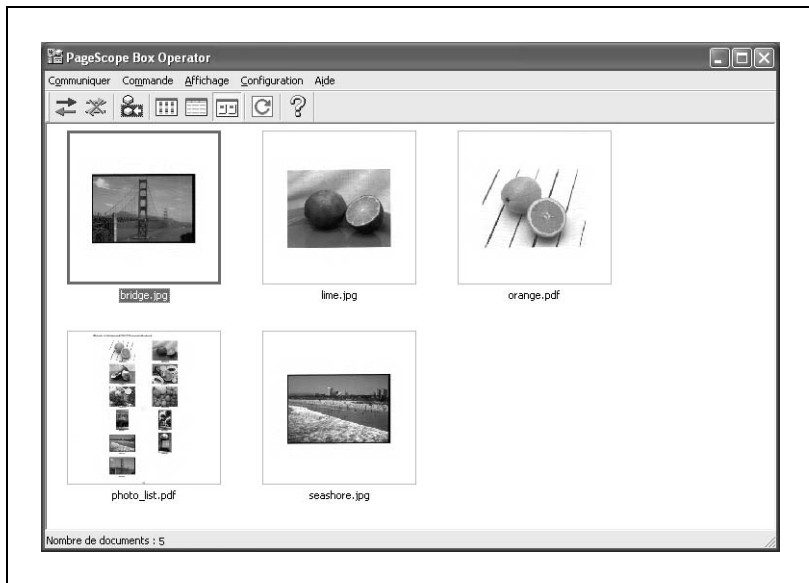 PageScope Box Operator
Communiquer Commande Affichage Configuration Aide
bridge.jpg lime.jpg orange.pdf
photo_list.pdf seashore.jpg
Nombre de documents : 5